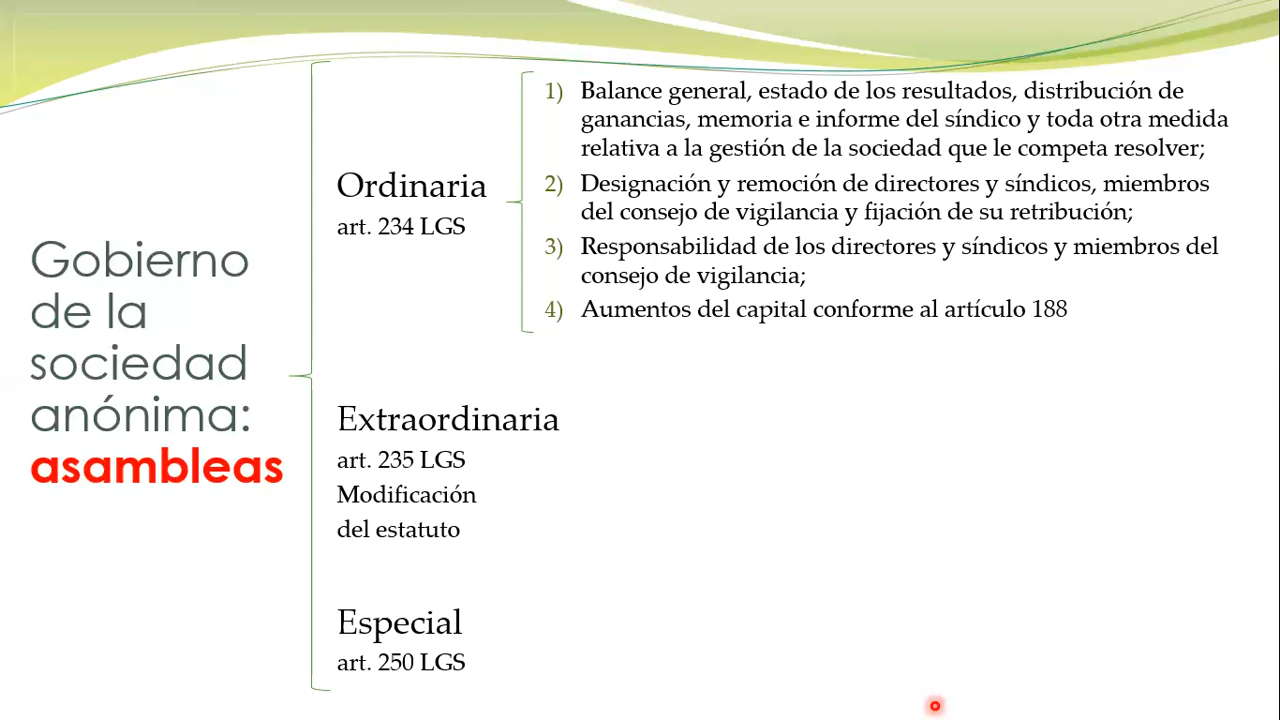 Gobierno
de la
sociedad
anónima:
asambleas
Ordinaria
art. 234 LGS
1) Balance general, estado de los resultados, distribución de
ganancias, memoria e informe del síndico y toda otra medida
relativa a la gestión de la sociedad que le competa resolver;
2) Designación y remoción de directores y síndicos, miembros
del consejo de vigilancia y fijación de su retribución;
3) Responsabilidad de los directores y síndicos y miembros del
consejo de vigilancia;
4) Aumentos del capital conforme al artículo 188
Extraordinaria
art. 235 LGS
Modificación
del estatuto
Especial
art. 250 LGS